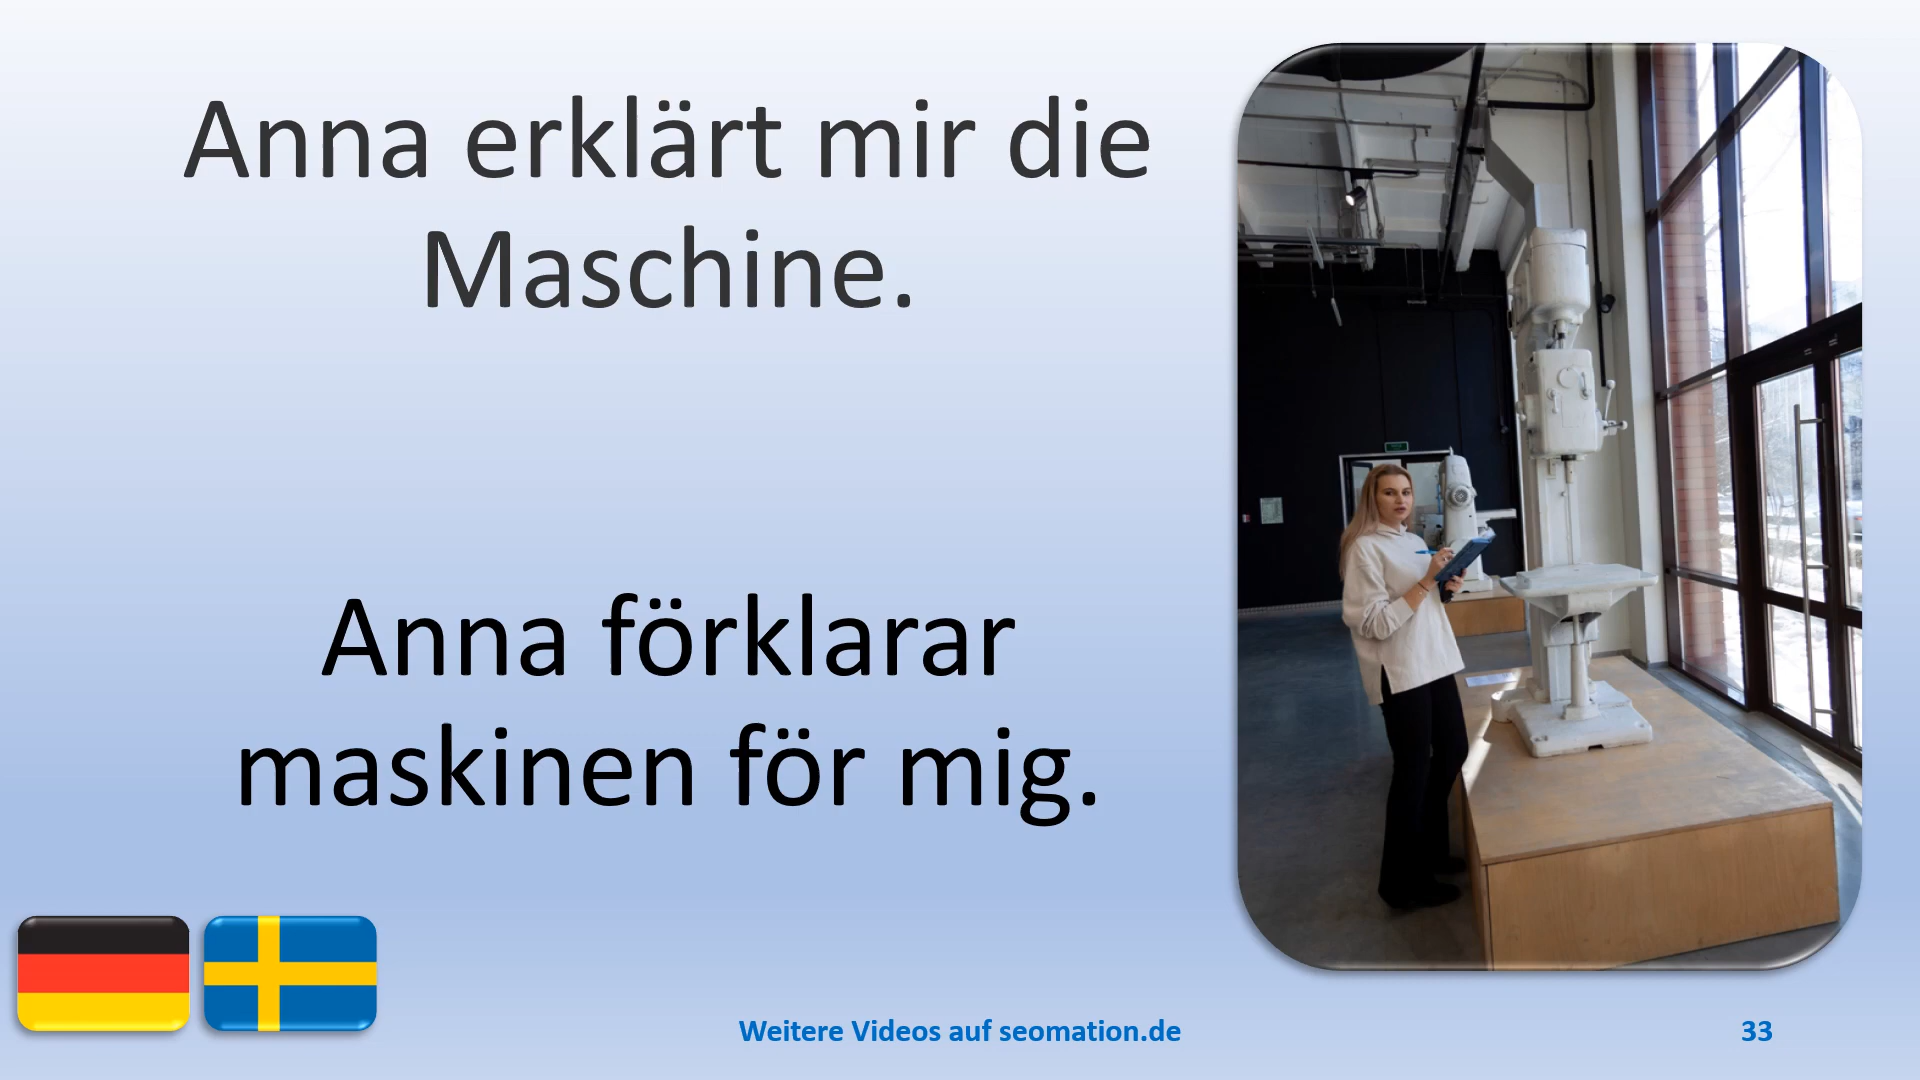 Anna erklärt mir die
Maschine.
Anna förklarar
maskinen för mig.
Weitere Videos auf seomation.de
33